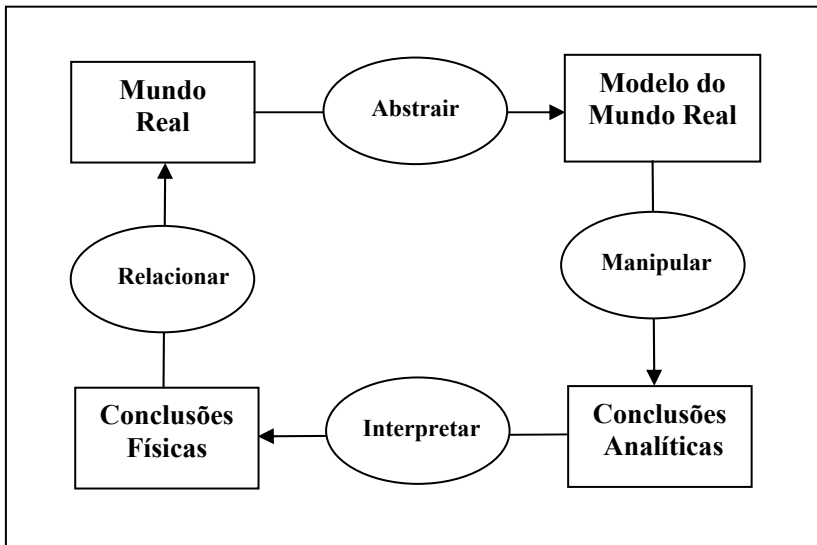 Mundo
Real
Abstrair
Modelo do
Mundo Real
Relacionar
Manipular
Conclusões
Físicas
Interpretar
Conclusões
Analíticas